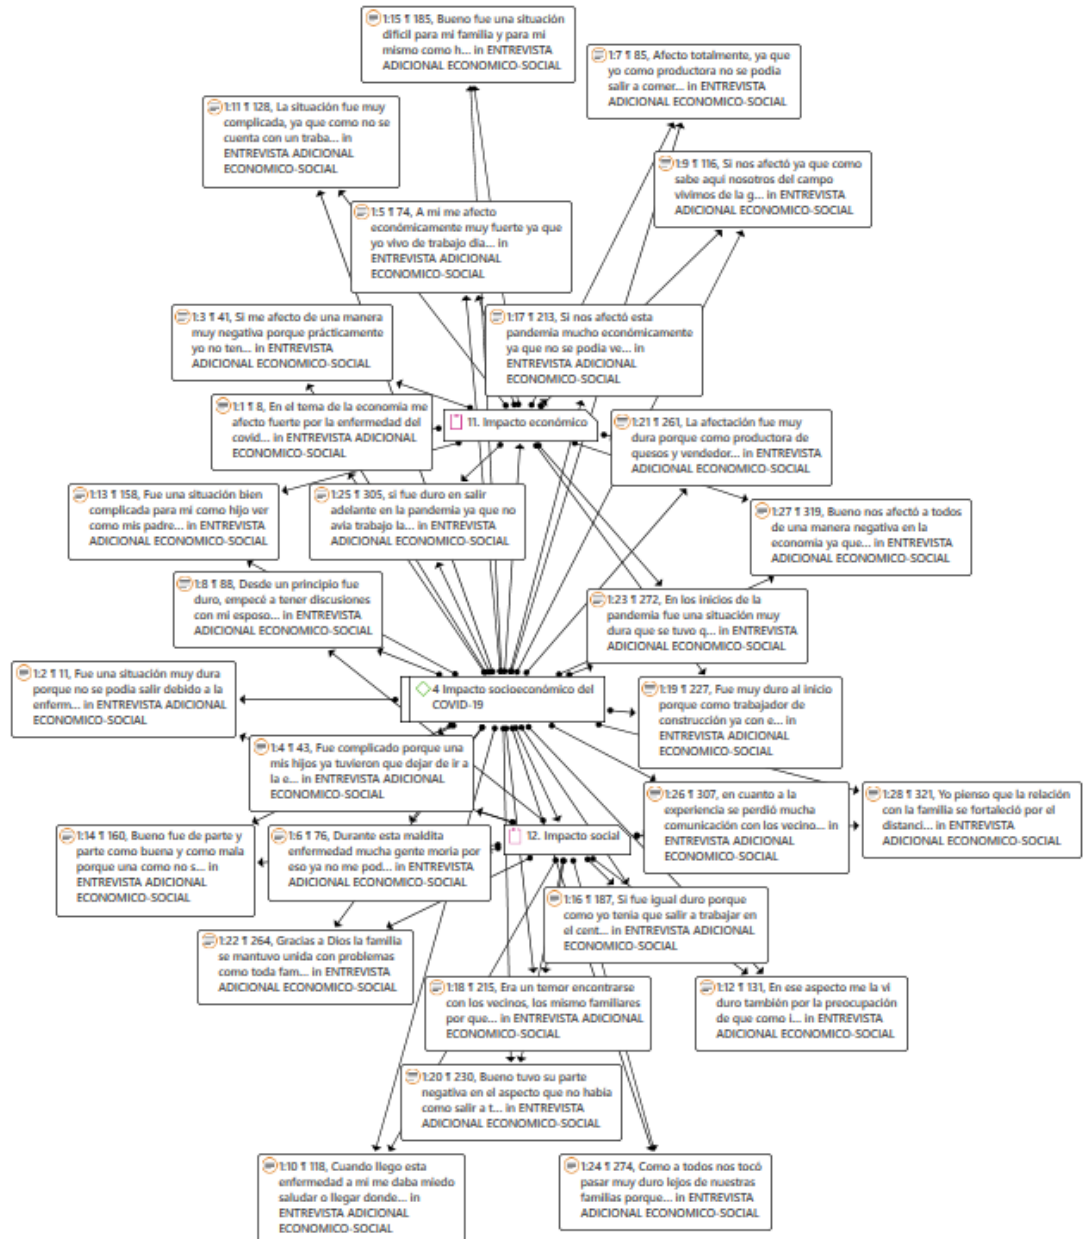 1:15 ¶ 185, Bueno fue una situación
difícil para mi familia y para mi
mismo como h... in ENTREVISTA
ADICIONAL ECONOMICO-SOCIAL
1:7 ¶ 85, Afecto totalmente, ya que
yo como productora no se podia
salir a comer... in ENTREVISTA
ADICIONAL ECONOMICO-SOCIAL
1:11 ¶ 128, La situación fue muy
complicada, ya que como no se
cuenta con un traba... in
ENTREVISTA ADICIONAL
ECONOMICO-SOCIAL
1:9 ¶ 116, Si nos afectó ya que como
sabe aquí nosotros del campo
vivimos de la g... in ENTREVISTA
ADICIONAL ECONOMICO-SOCIAL
1:5 ¶ 74, A mi me afecto
económicamente muy fuerte ya que
yo vivo de trabajo dia... in
ENTREVISTA ADICIONAL
ECONOMICO-SOCIAL
1:3 ¶ 41, Si me afecto de una manera
muy negativa porque prácticamente
yo no ten... in ENTREVISTA
ADICIONAL ECONOMICO-SOCIAL
1:17 ¶ 213, Si nos afectó esta
pandemia mucho económicamente
ya que no se podía ve... in
ENTREVISTA ADICIONAL
ECONOMICO-SOCIAL
1:1 ¶ 8, En el tema de la economía me
afecto fuerte por la enfermedad del
covid... in ENTREVISTA ADICIONAL
ECONOMICO-SOCIAL
11. Impacto económico
1:21 ¶ 261, La afectación fue muy
dura porque como productora de
quesos y vendedor... in
ENTREVISTA ADICIONAL
ECONOMICO-SOCIAL
1:13 ¶ 158, Fue una situación bien
complicada para mi como hijo ver
como mis padre... in ENTREVISTA
ADICIONAL ECONOMICO-SOCIAL
1:25 ¶ 305, si fue duro en salir
adelante en la pandemia ya que no
avia trabajo la... in ENTREVISTA
ADICIONAL ECONOMICO-SOCIAL
1:27 ¶ 319, Bueno nos afectó a todos
de una manera negativa en la
economía ya que... in ENTREVISTA
ADICIONAL ECONOMICO-SOCIAL
1:8 ¶ 88, Desde un principio fue
duro, empecé a tener discusiones
con mi esposo... in ENTREVISTA
ADICIONAL ECONOMICO-SOCIAL
1:23 ¶ 272, En los inicios de la
pandemia fue una situación muy
dura que se tuvo q... in ENTREVISTA
ADICIONAL ECONOMICO-SOCIAL
1:2 ¶ 11, Fue una situación muy dura
porque no se podia salir debido a la
enferm... in ENTREVISTA ADICIONAL
ECONOMICO-SOCIAL
4 Impacto socioeconómico del
COVID-19
1:19 ¶ 227, Fue muy duro al inicio
porque como trabajador de
construcción ya con e... in
ENTREVISTA ADICIONAL
ECONOMICO-SOCIAL
1:4 ¶ 43, Fue complicado porque una
mis hijos ya tuvieron que dejar de ir a
la e... in ENTREVISTA ADICIONAL
ECONOMICO-SOCIAL
1:26 ¶ 307, en cuanto a la
experiencia se perdió mucha
comunicación con los vecino... in
ENTREVISTA ADICIONAL
ECONOMICO-SOCIAL
1:28 ¶ 321, Yo pienso que la relación
con la familia se fortaleció por el
distanci... in ENTREVISTA
ADICIONAL ECONOMICO-SOCIAL
1:14 ¶ 160, Bueno fue de parte y
parte como buena y como mala
porque una como no s... in
ENTREVISTA ADICIONAL
ECONOMICO-SOCIAL
1:6 ¶ 76, Durante esta maldita
enfermedad mucha gente moria por
eso ya no me pod... in ENTREVISTA
ADICIONAL ECONOMICO-SOCIAL
12. Impacto social
1:16 ¶ 187, Si fue igual duro porque
como yo tenia que salir a trabajar en
el cent... in ENTREVISTA ADICIONAL
ECONOMICO-SOCIAL
1:22 ¶ 264, Gracias a Dios la familia
se mantuvo unida con problemas
como toda fam... in ENTREVISTA
ADICIONAL ECONOMICO-SOCIAL
1:18 ¶ 215, Era un temor encontrarse
con los vecinos, los mismo familiares
por que... in ENTREVISTA ADICIONAL
ECONOMICO-SOCIAL
1:12 ¶ 131, En ese aspecto me la vi
duro también por la preocupación
de que como i... in ENTREVISTA
ADICIONAL ECONOMICO-SOCIAL
1:20 ¶ 230, Bueno tuvo su parte
negativa en el aspecto que no había
como salir a t... in ENTREVISTA
ADICIONAL ECONOMICO-SOCIAL
1:10 ¶ 118, Cuando llego esta
enfermedad a mi me daba miedo
saludar o llegar donde... in
ENTREVISTA ADICIONAL
ECONOMICO-SOCIAL
1:24 ¶ 274, Como a todos nos tocó
pasar muy duro lejos de nuestras
familias porque... in ENTREVISTA
ADICIONAL ECONOMICO-SOCIAL